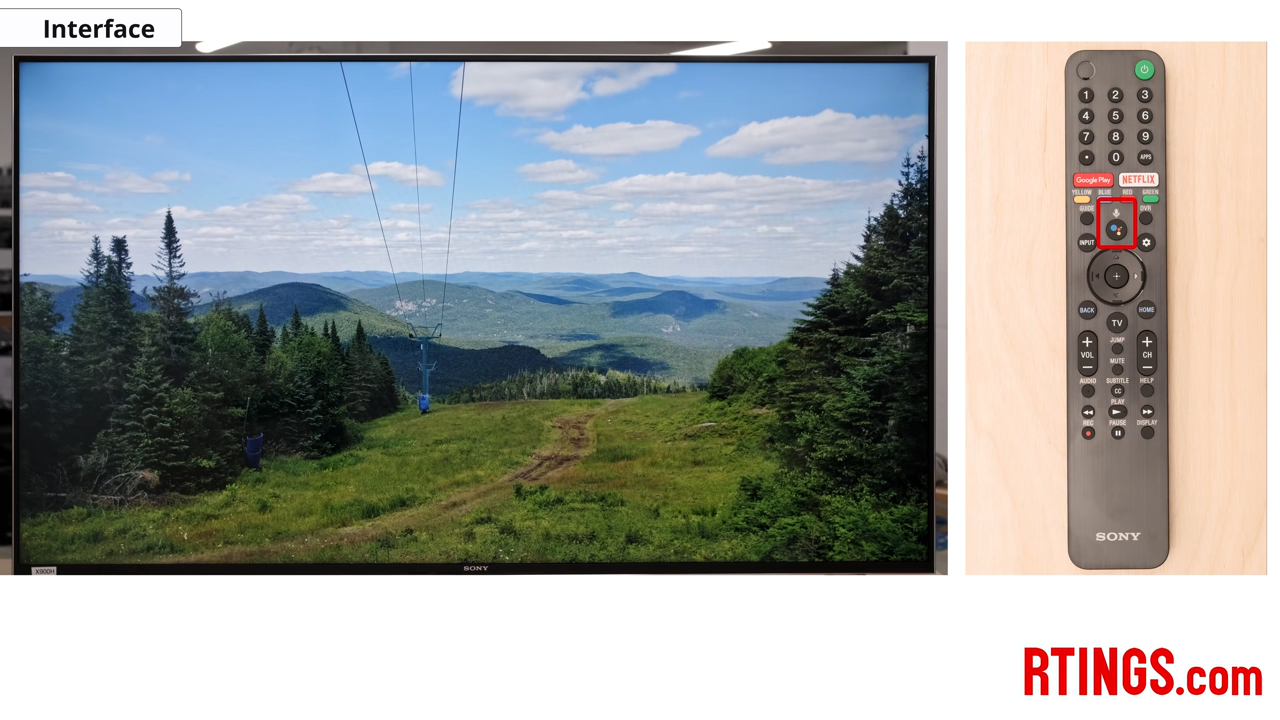 Interface
X900H
SONY
1 2 3
4 5 6
7 8 9
• 0 APPS
Google Play NETFLIX
YELLOW BLUE RED GREEN
GUIDE DVR
INPUT
BACK HOME
TV
+ JUMP +
VOL MUTE CH
− −
AUDIO SUBTITLE HELP
CC
PLAY
REC PAUSE DISPLAY
SONY
RTINGS.com